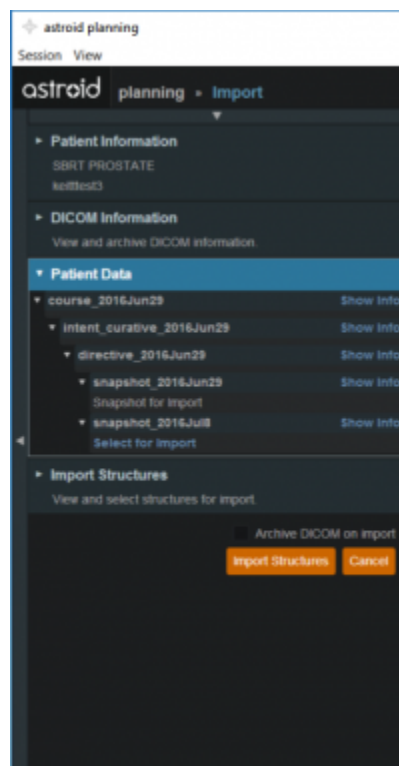 astroid planning
Session View
astroid planning ▸ Import
Patient Information
SBRT PROSTATE
keilttest3
DICOM Information
View and archive DICOM information.
Patient Data
course_2016Jun29 Show Info
intent_curative_2016Jun29 Show Info
directive_2016Jun29 Show Info
snapshot_2016Jun29 Show Info
Snapshot for Import
snapshot_2016Jul8 Show Info
Select for Import
Import Structures
View and select structures for import.
Archive DICOM on import
Import Structures Cancel